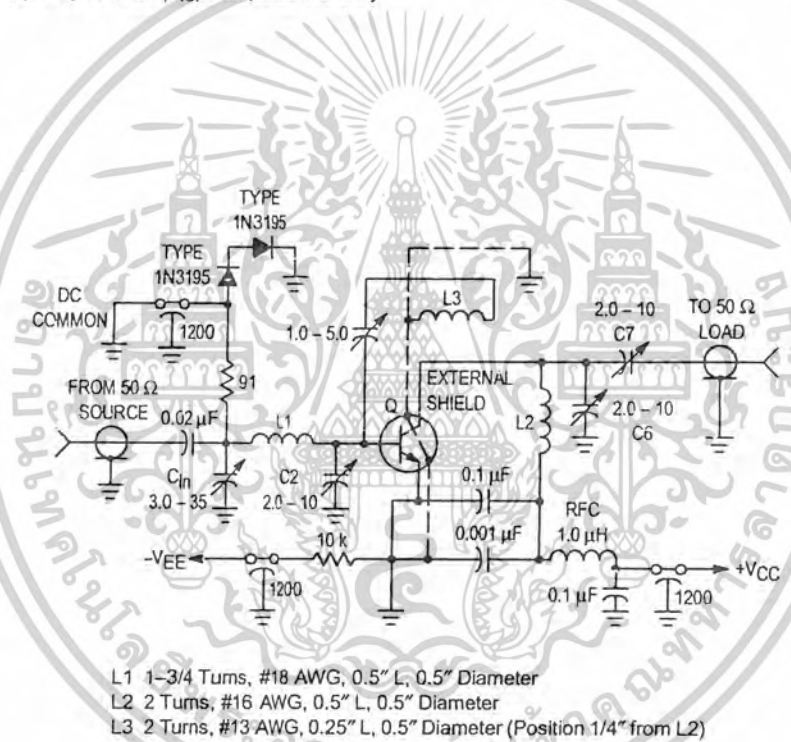 TYPE
1N3195
TYPE
1N3195
DC
COMMON
1200
L3
1.0 – 5.0
2.0 – 10
C7
TO 50 Ω
LOAD
91
FROM 50 Ω
SOURCE
0.02 µF
L1
Q
EXTERNAL
SHIELD
L2
2.0 – 10
C6
Cin
3.0 – 35
C2
2.0 – 10
0.1 µF
0.001 µF
RFC
1.0 µH
–VEE
10 k
1200
0.1 µF
+VCC
1200
L1 1–3/4 Turns, #18 AWG, 0.5″ L, 0.5″ Diameter
L2 2 Turns, #16 AWG, 0.5″ L, 0.5″ Diameter
L3 2 Turns, #13 AWG, 0.25″ L, 0.5″ Diameter (Position 1/4″ from L2)